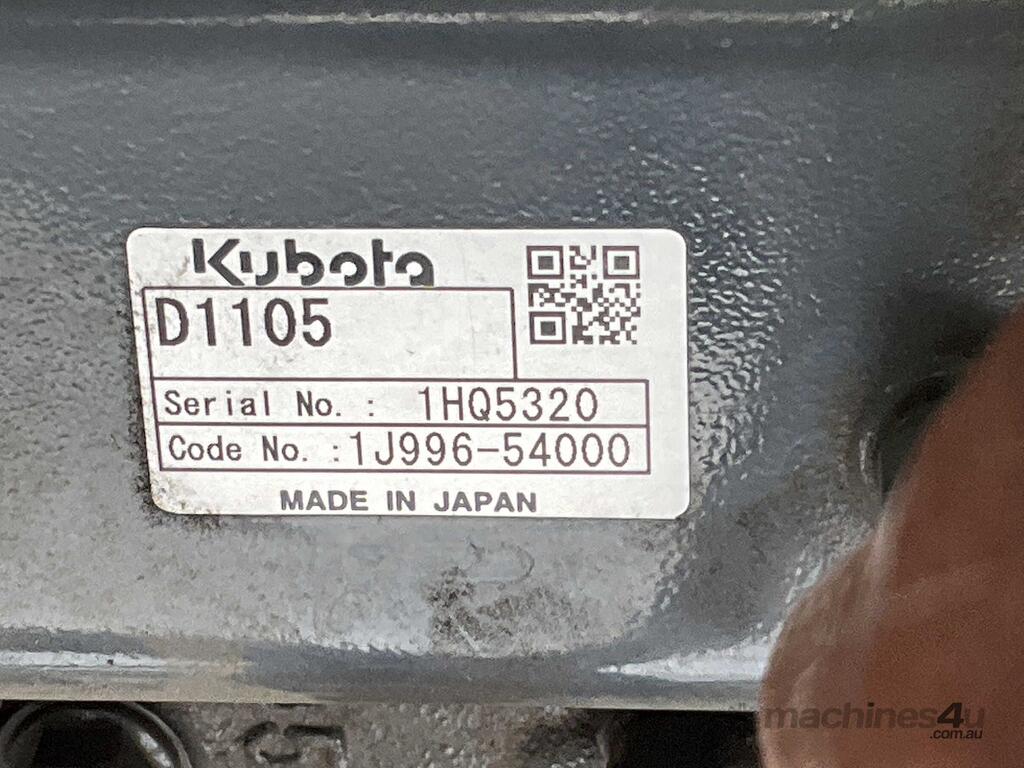 Kubota
D1105
Serial No. : 1HQ5320
Code No. :1J996-54000
MADE IN JAPAN
machines4u
.com.au